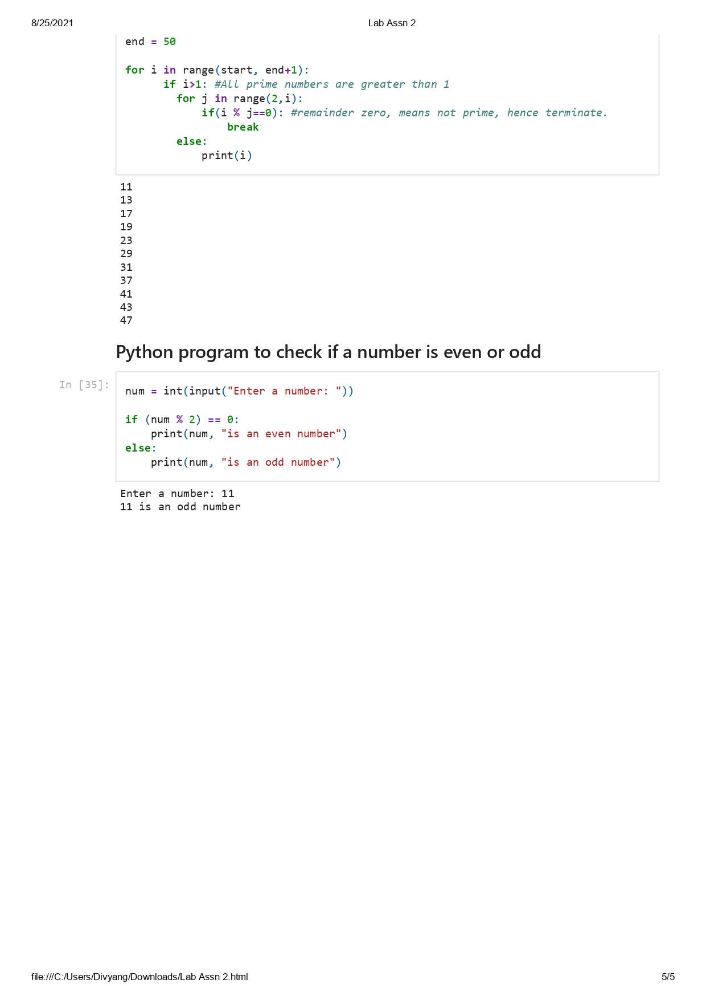 8/25/2021 Lab Assn 2
end = 50
for i in range(start, end+1):
      if i>1: #All prime numbers are greater than 1
        for j in range(2,i):
            if(i % j==0): #remainder zero, means not prime, hence terminate.
                break
        else:
            print(i)
11
13
17
19
23
29
31
37
41
43
47
Python program to check if a number is even or odd
In [35]:
num = int(input("Enter a number: "))
if (num % 2) == 0:
    print(num, "is an even number")
else:
    print(num, "is an odd number")
Enter a number: 11
11 is an odd number
file:///C:/Users/Divyang/Downloads/Lab Assn 2.html 5/5